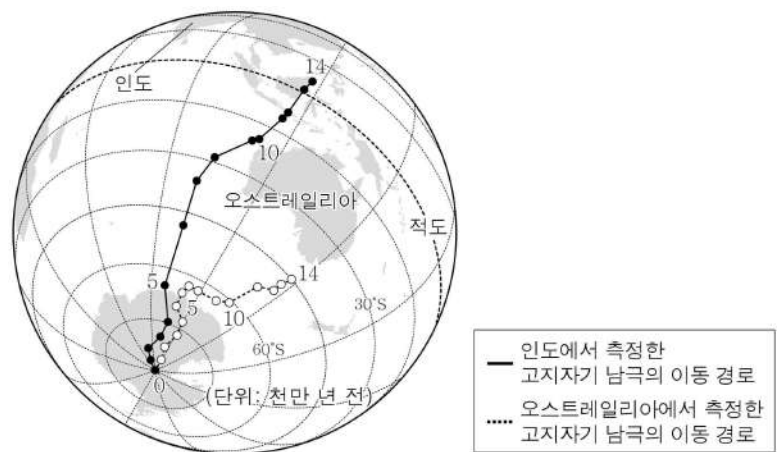 인도
14
10
오스트레일리아
적도
14
5
5
10
30°S
60°S
0
(단위: 천만 년 전)
인도에서 측정한
고지자기 남극의 이동 경로
오스트레일리아에서 측정한
고지자기 남극의 이동 경로